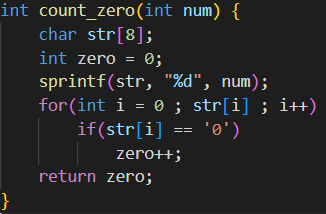 int count_zero(int num) {
    char str[8];
    int zero = 0;
    sprintf(str, "%d", num);
    for(int i = 0 ; str[i] ; i++)
        if(str[i] == '0')
            zero++;
    return zero;
}